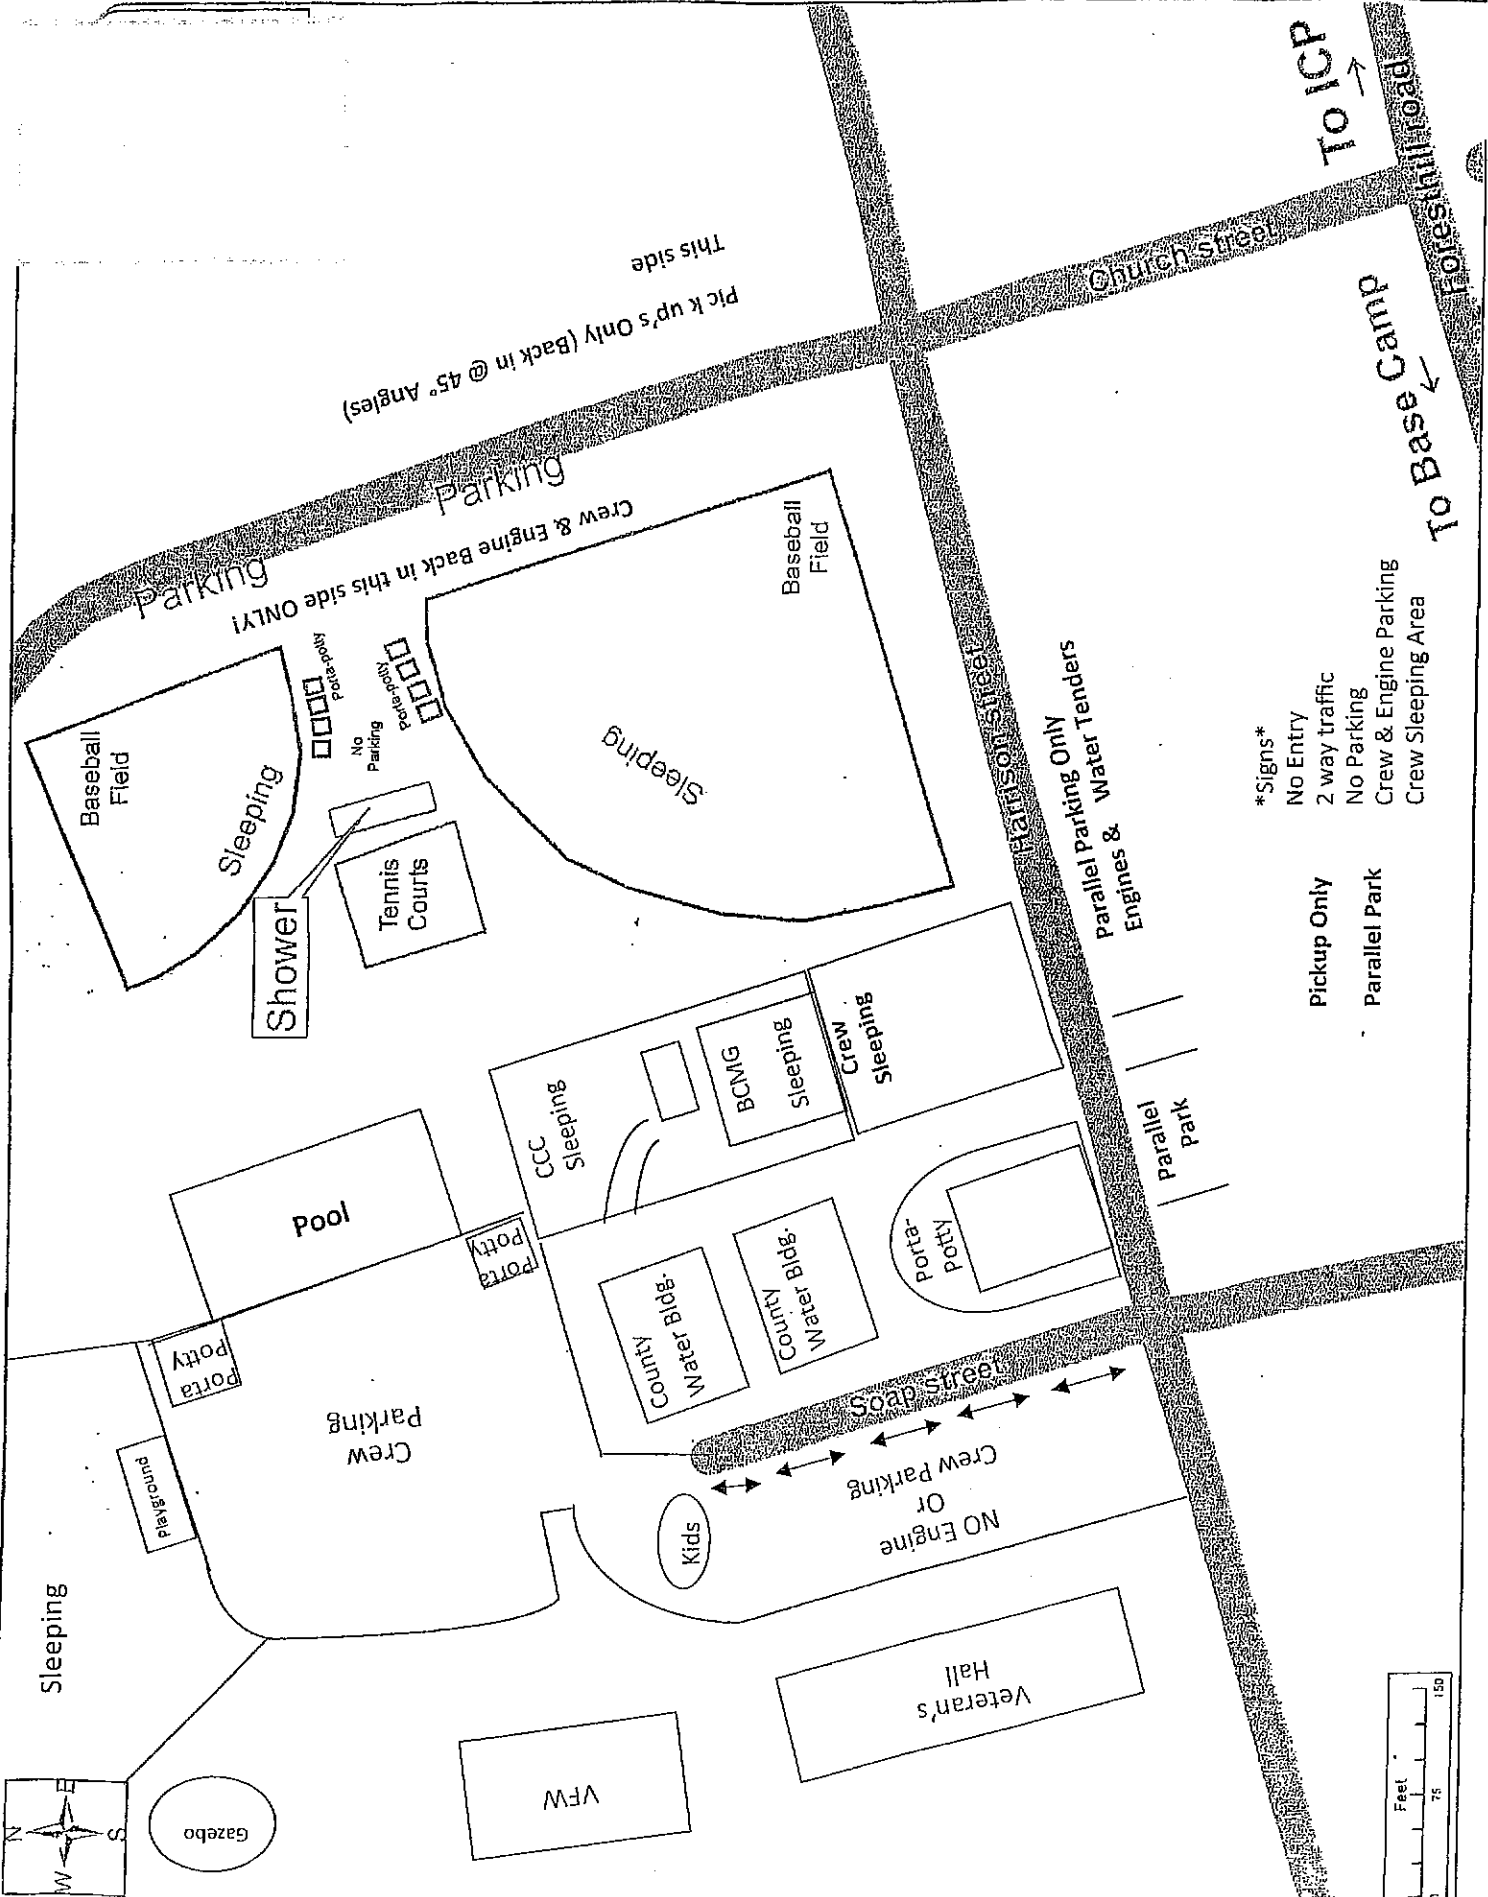 To ICP
→
Foresthill road
Church street
To Base Camp
←
This side
Pic k up's Only (Back in @ 45° Angles)
Parking
Parking
Crew & Engine Back in this side ONLY!
Baseball
Field
Sleeping
Porta-potty
Porta-potty
No
Parking
Shower
Tennis
Courts
Baseball
Field
Sleeping
Harrison street
Parallel Parking Only
Engines & Water Tenders
*Signs*
No Entry
2 way traffic
No Parking
Crew & Engine Parking
Crew Sleeping Area
Pickup Only
Parallel Park
Parallel
Park
CCC
Sleeping
BCMG
Sleeping
Crew
Sleeping
Pool
Porta
Potty
Porta
Potty
County
Water Bldg.
County
Water Bldg.
Porta-
Potty
Soap street
Crew
Parking
Playground
Sleeping
Kids
NO Engine
Or
Crew Parking
Veteran's
Hall
VFW
Gazebo
N
W
E
S
Feet
75
150